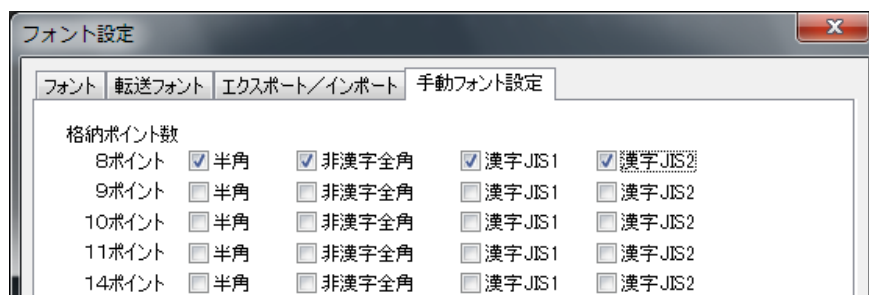 フォント設定
フォント 転送フォント エクスポート/インポート 手動フォント設定
格納ポイント数
8ポイント 半角 非漢字全角 漢字JIS1 漢字JIS2
9ポイント 半角 非漢字全角 漢字JIS1 漢字JIS2
10ポイント 半角 非漢字全角 漢字JIS1 漢字JIS2
11ポイント 半角 非漢字全角 漢字JIS1 漢字JIS2
14ポイント 半角 非漢字全角 漢字JIS1 漢字JIS2